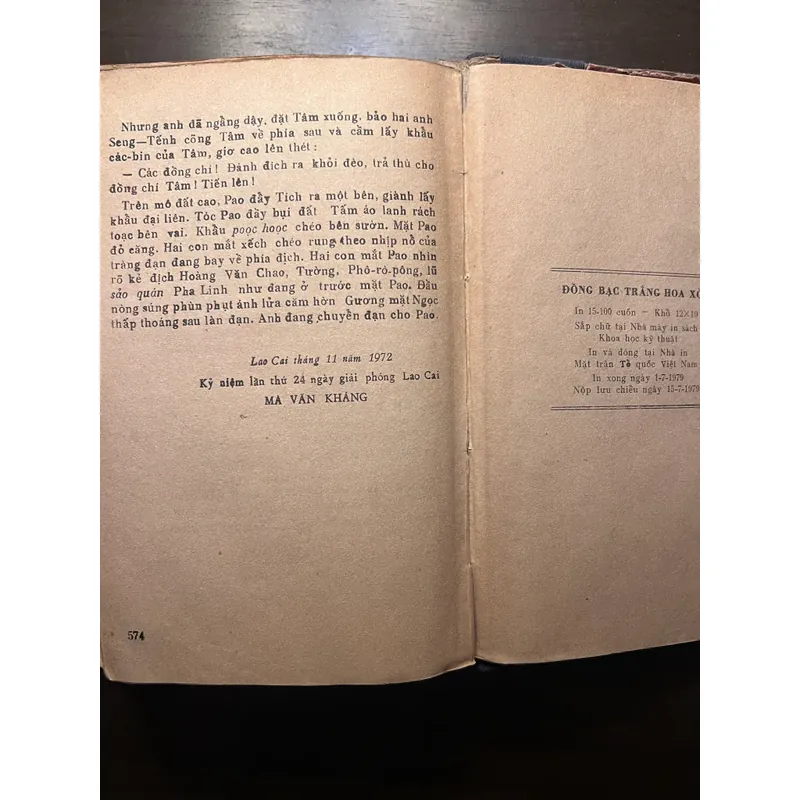 Nhưng anh đã ngẩng dậy, đặt Tâm xuống, bảo hai anh
Seng—Tếnh cõng Tâm về phía sau và cầm lấy khẩu
các-bin của Tâm, giơ cao lên thét :
— Các đồng chí ! Đánh địch ra khỏi đèo, trả thù cho
đồng chí Tâm ! Tiến lên !
Trên mô đất cao, Pao đẩy Tích ra một bên, giành lấy
khẩu đại liên. Tóc Pao đầy bụi đất Tấm áo lanh rách
toạc bên vai. Khẩu poọc hoọc chéo bên sườn. Mặt Pao
đỏ căng. Hai con mắt xếch chéo rung theo nhịp nổ của
tràng đạn đang bay về phía địch. Hai con mắt Pao nhìn
rõ kẻ địch Hoàng Văn Chao, Tường, Phô-rô-pông, lũ
sảo quán Pha Linh như đang ở trước mặt Pao. Đầu
nòng súng phùn phụt ánh lửa căm hờn Gương mặt Ngọc
thấp thoáng sau làn đạn. Anh đang chuyền đạn cho Pao.
Lao Cai tháng 11 năm 1972
Kỷ niệm lần thứ 24 ngày giải phóng Lao Cai
MA VĂN KHÁNG
574
ĐỒNG BẠC TRẮNG HOA XÒ
In 15-100 cuốn — Khổ 12×19
Sắp chữ tại Nhà máy in sách
Khoa học kỹ thuật
In và đóng tại Nhà in
Mặt trận Tổ quốc Việt Nam
In xong ngày 1-7-1979
Nộp lưu chiểu ngày 15-7-1979